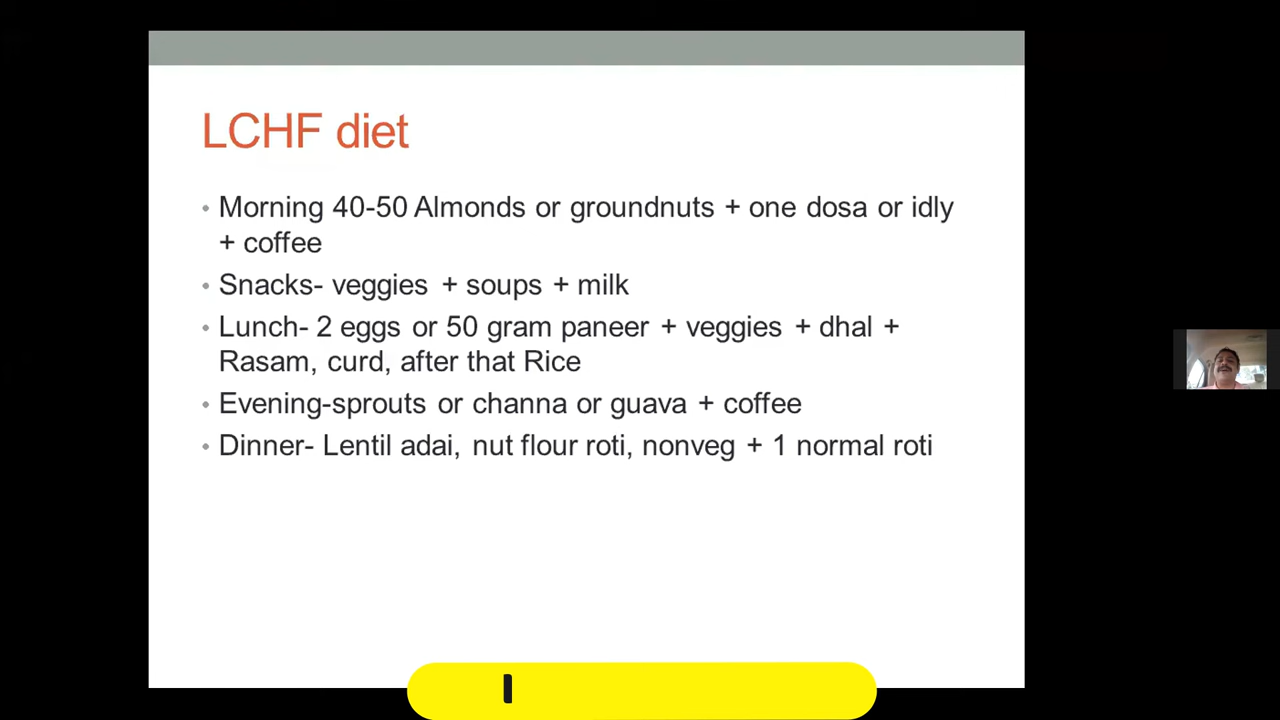 LCHF diet
• Morning 40-50 Almonds or groundnuts + one dosa or idly
+ coffee
• Snacks- veggies + soups + milk
• Lunch- 2 eggs or 50 gram paneer + veggies + dhal +
Rasam, curd, after that Rice
• Evening-sprouts or channa or guava + coffee
• Dinner- Lentil adai, nut flour roti, nonveg + 1 normal roti